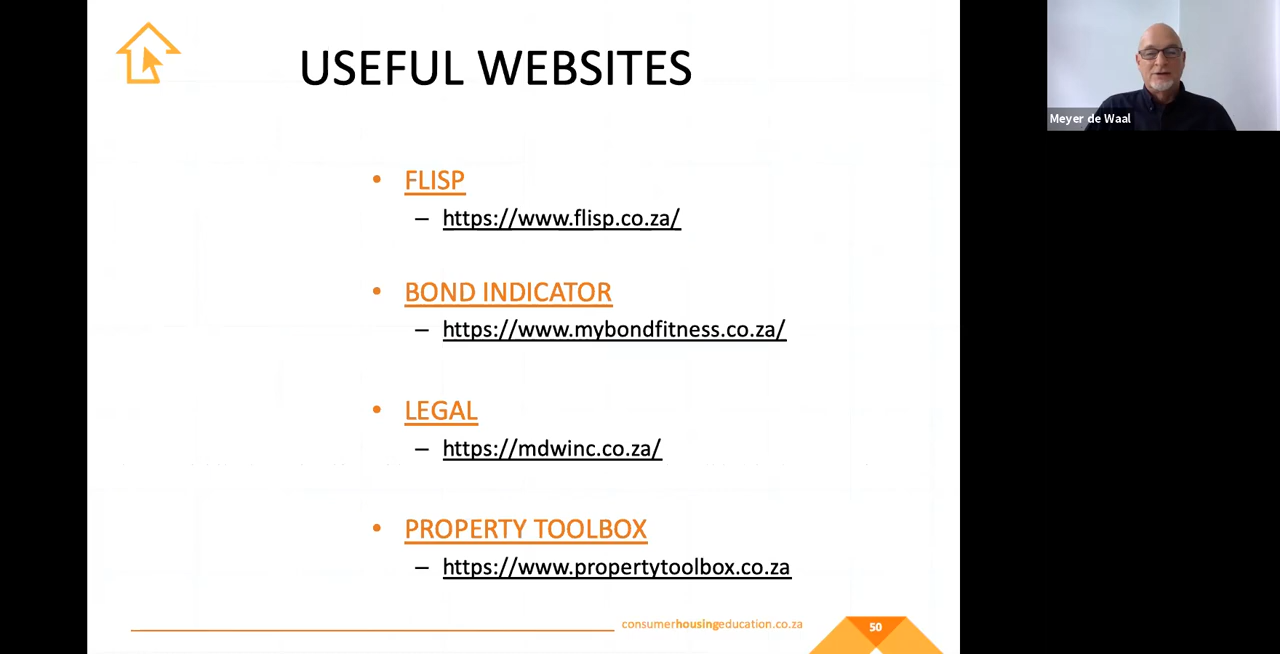 USEFUL WEBSITES
Meyer de Waal
• FLISP
– https://www.flisp.co.za/
• BOND INDICATOR
– https://www.mybondfitness.co.za/
• LEGAL
– https://mdwinc.co.za/
• PROPERTY TOOLBOX
– https://www.propertytoolbox.co.za
consumerhousingeducation.co.za
50